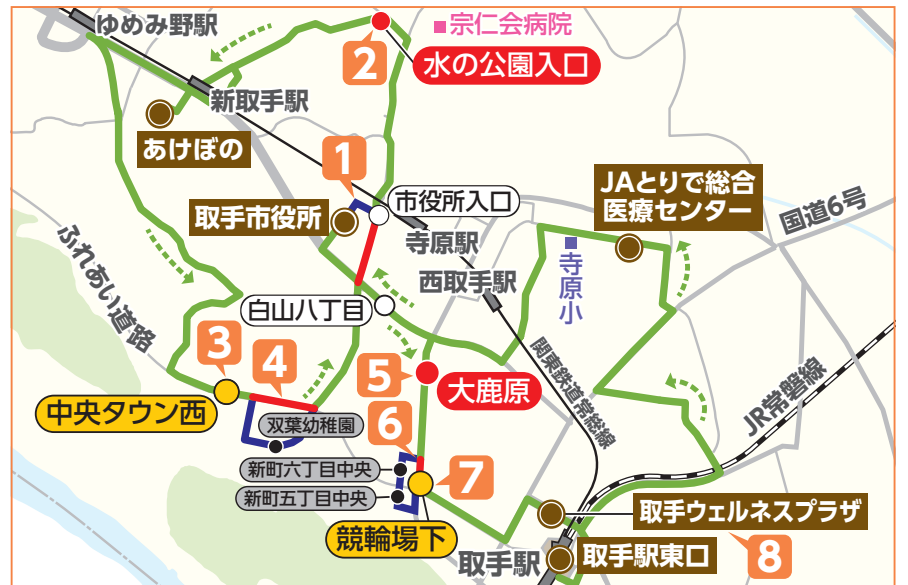 ゆめみ野駅
■宗仁会病院
2
水の公園入口
新取手駅
あけぼの
1
市役所入口
取手市役所
JAとりで総合
医療センター
国道6号
寺原駅
■寺原小
西取手駅
ふれあい道路
白山八丁目
関東鉄道常総線
JR常磐線
3
4
5
大鹿原
中央タウン西
双葉幼稚園
6
新町六丁目中央
新町五丁目中央
7
競輪場下
取手ウェルネスプラザ
取手駅
取手駅東口
8